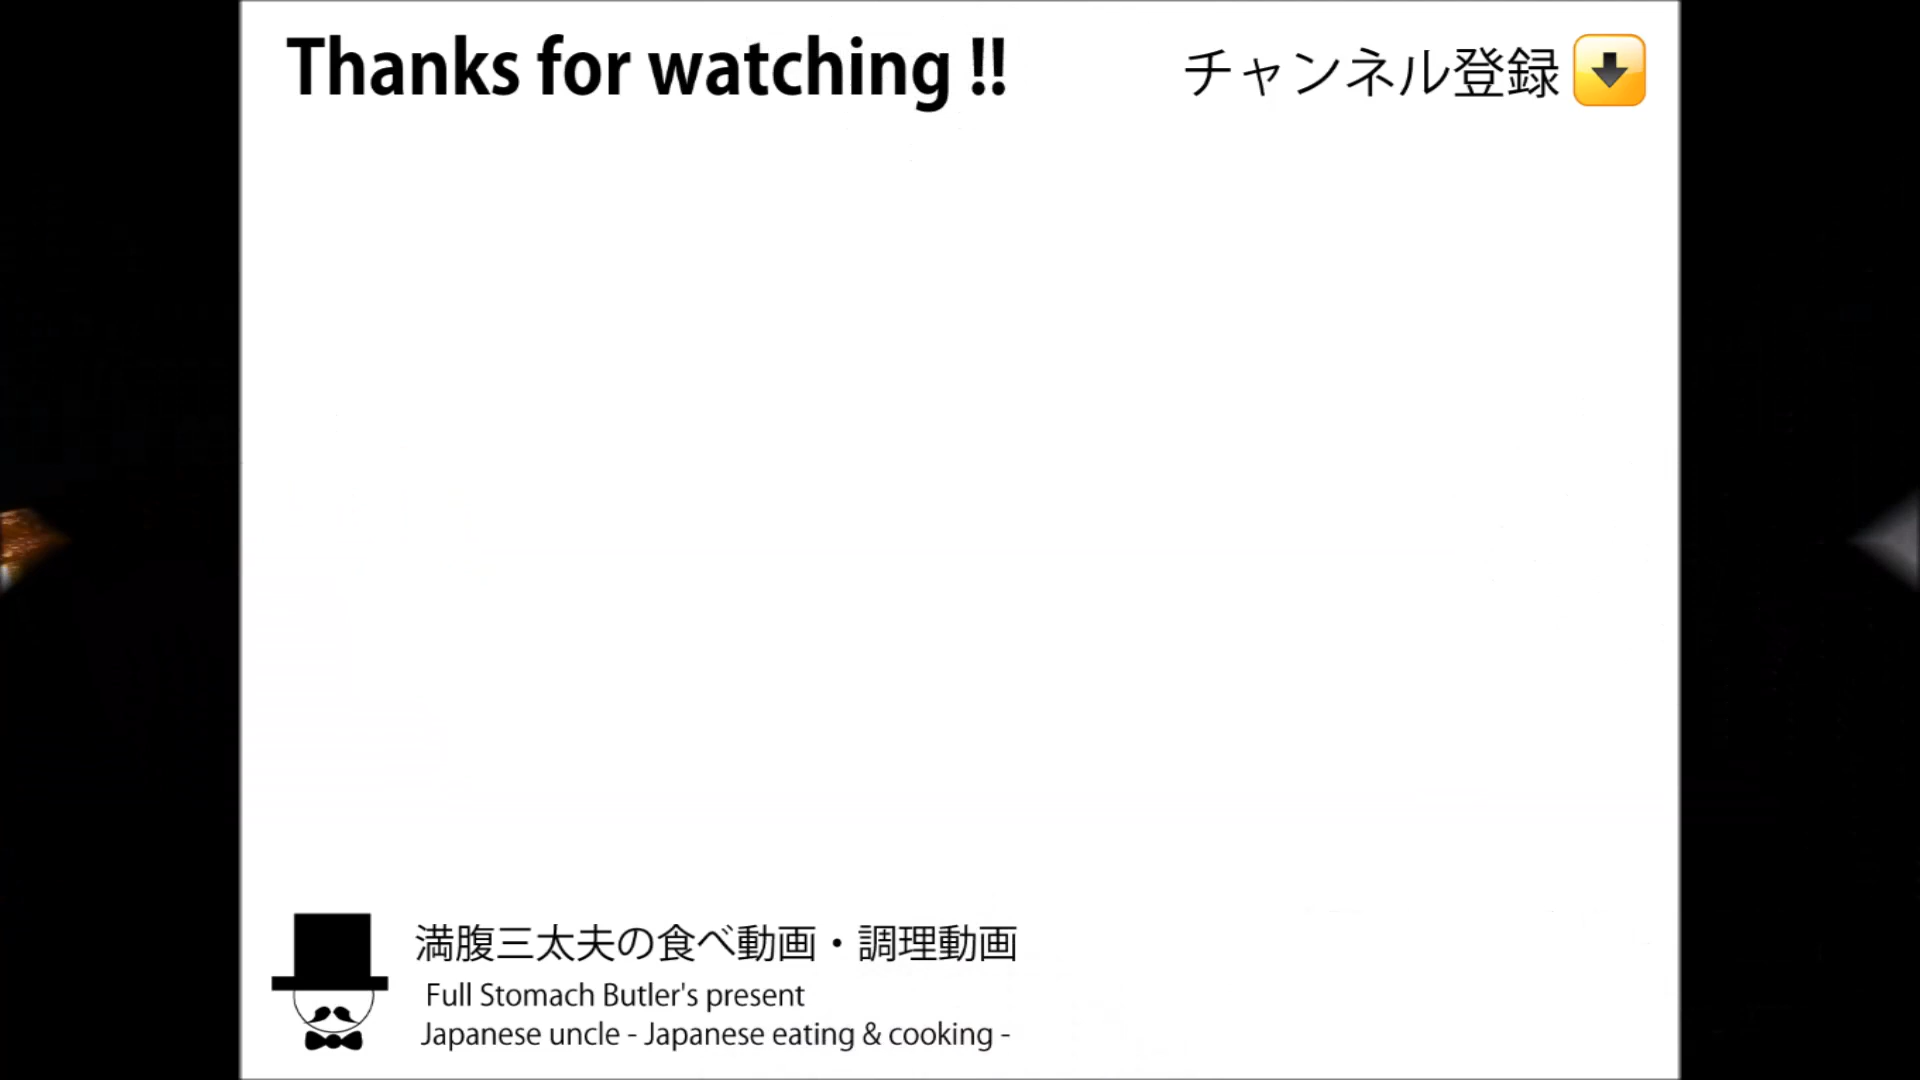 Thanks for watching !!
チャンネル登録
満腹三太夫の食べ動画・調理動画
Full Stomach Butler's present
Japanese uncle - Japanese eating & cooking -